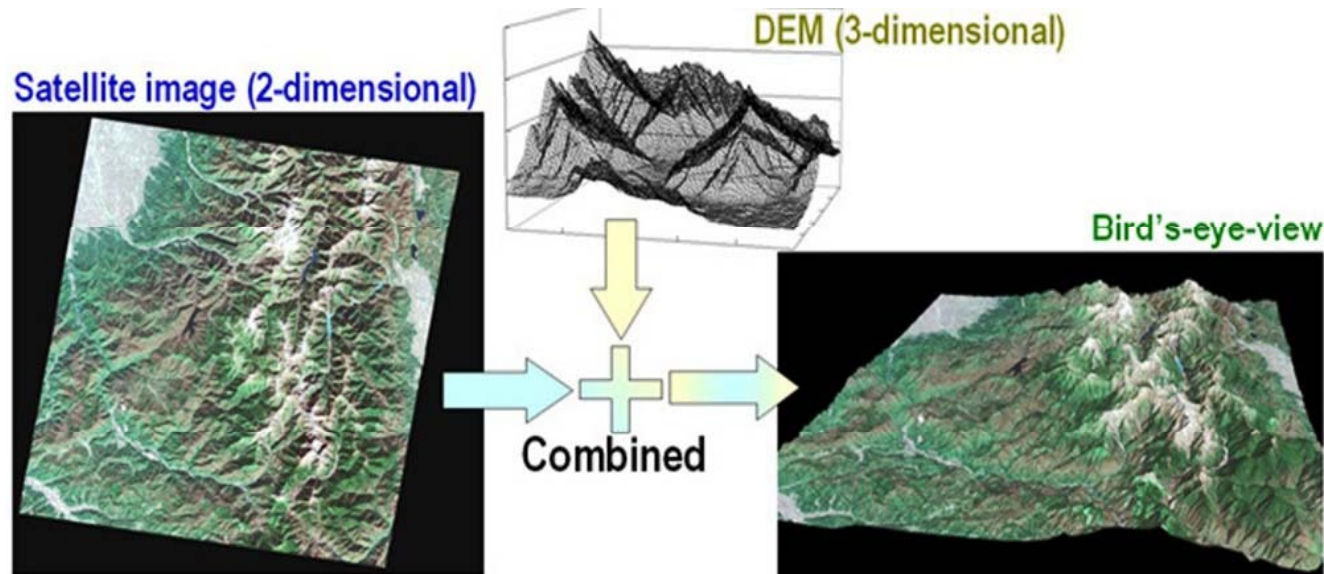 DEM (3-dimensional)
Satellite image (2-dimensional)
Bird's-eye-view
Combined